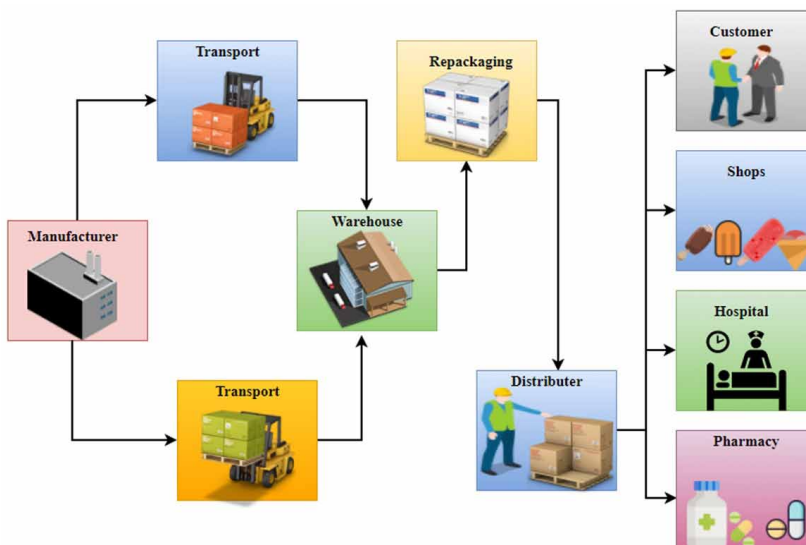 Transport
Repackaging
Customer
Shops
Manufacturer
Warehouse
Hospital
Transport
Distributer
Pharmacy